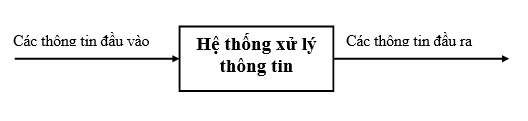 Các thông tin đầu vào
Hệ thống xử lý
thông tin
Các thông tin đầu ra